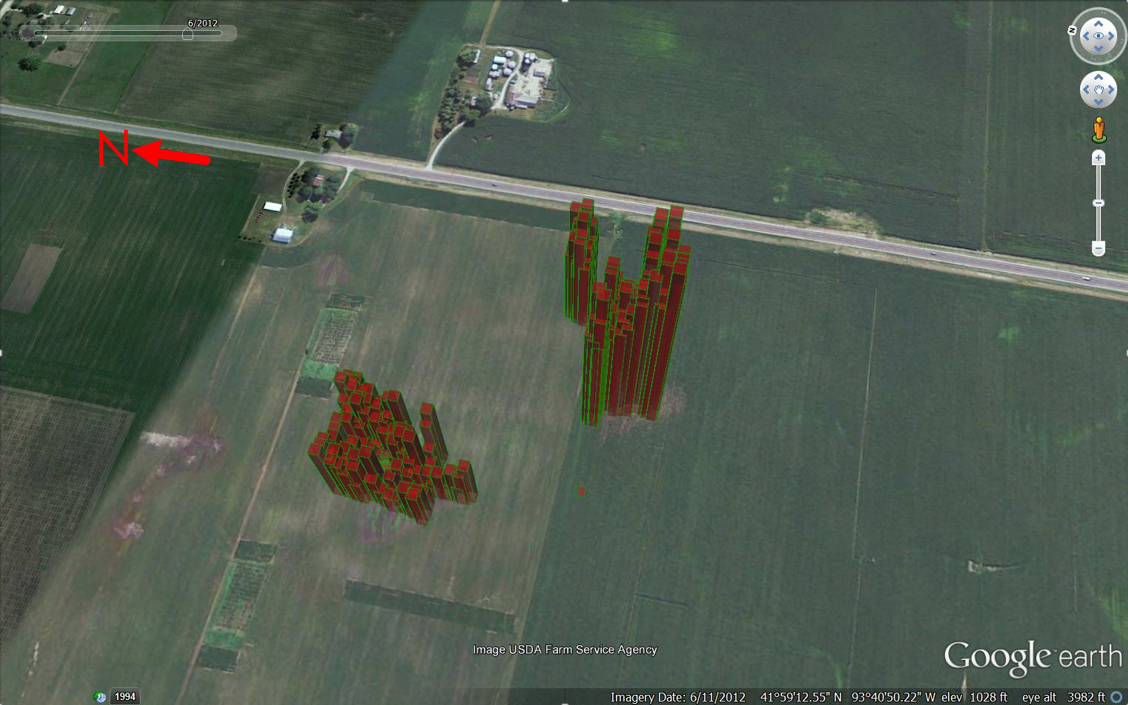 6/2012
N
N
Image USDA Farm Service Agency
Google earth
1994
Imagery Date: 6/11/2012 41°59'12.55" N 93°40'50.22" W elev 1028 ft eye alt 3982 ft